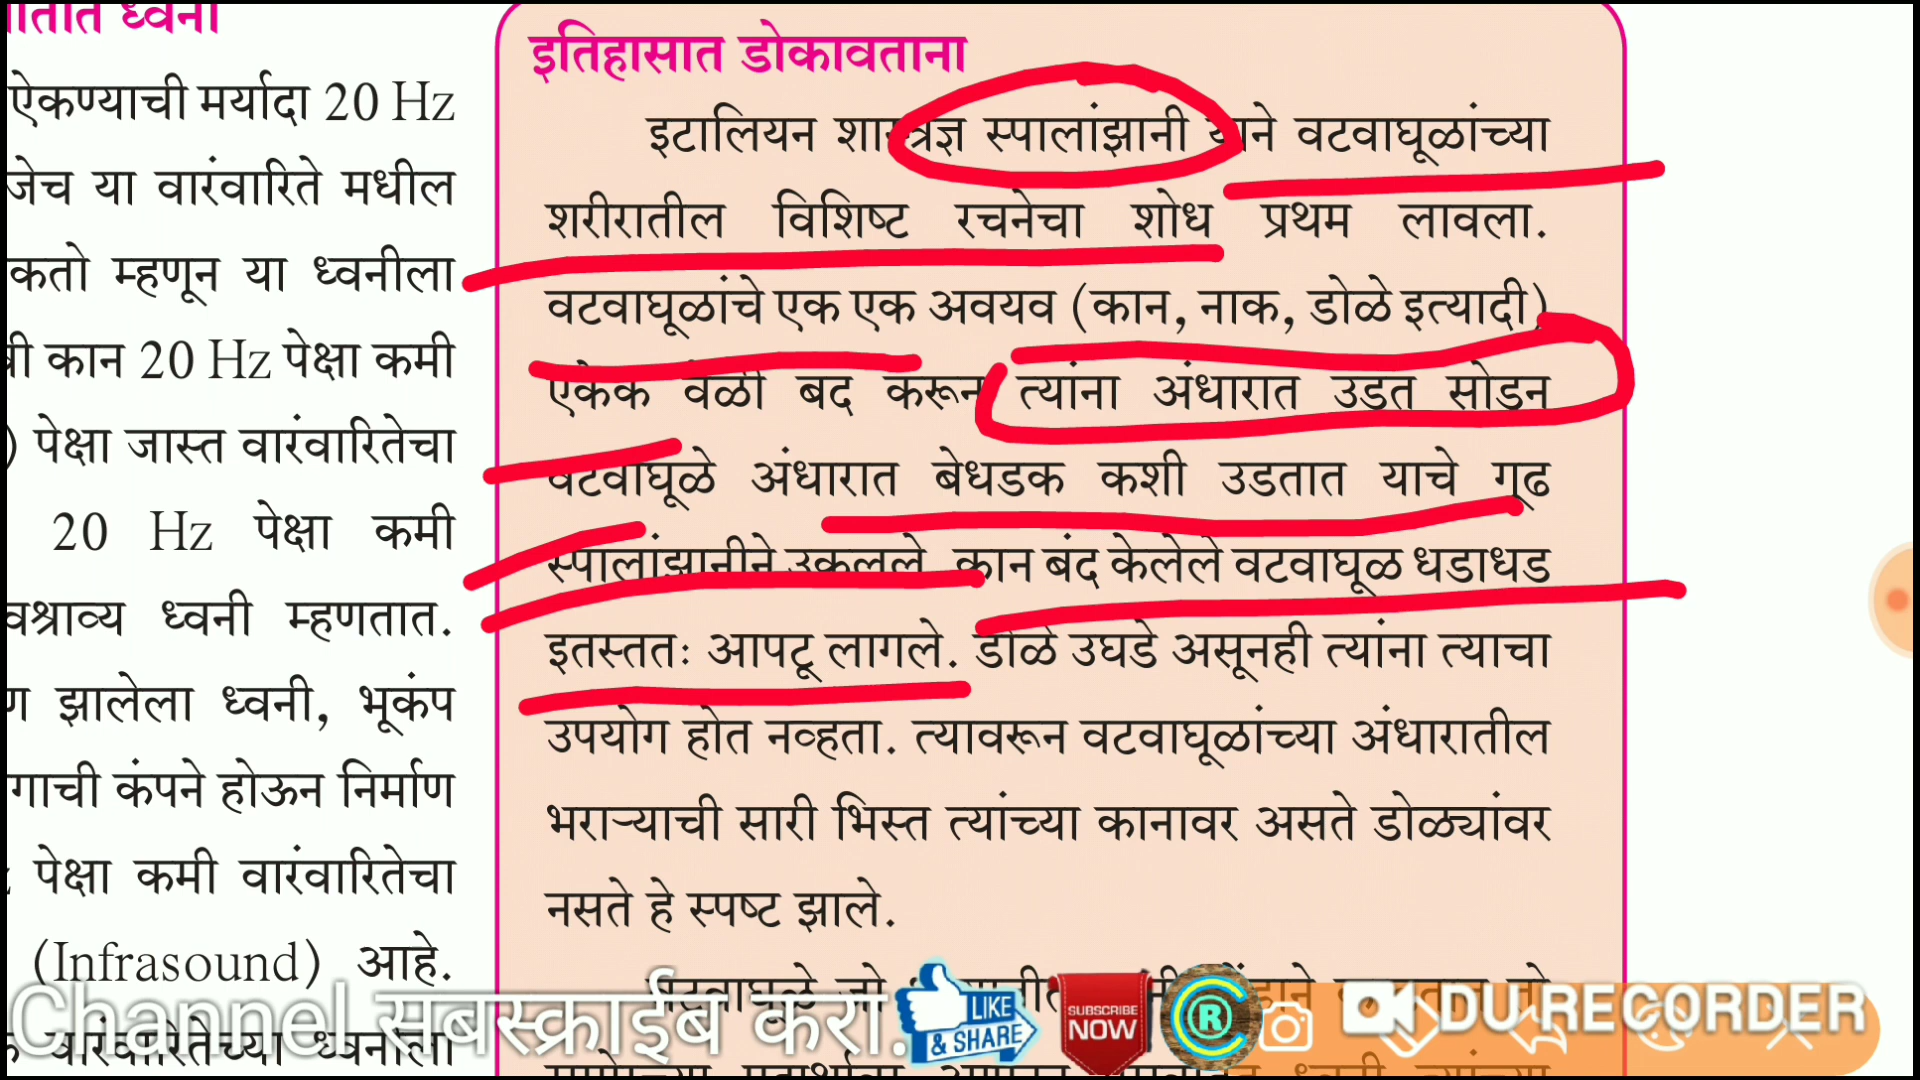 ध्वनी
ऐकण्याची मर्यादा 20 Hz
या वारंवारिते मधील
म्हणून या ध्वनीला
कान 20 Hz पेक्षा कमी
पेक्षा जास्त वारंवारितेचा
20 Hz पेक्षा कमी
ध्वनी म्हणतात.
झालेला ध्वनी, भूकंप
कंपने होऊन निर्माण
पेक्षा कमी वारंवारितेचा
(Infrasound) आहे.
वारंवारितेच्या ध्वनीला
इतिहासात डोकावताना
इटालियन शास्त्रज्ञ स्पालांझानी याने वटवाघूळांच्या
शरीरातील विशिष्ट रचनेचा शोध प्रथम लावला.
वटवाघूळांचे एक एक अवयव (कान, नाक, डोळे इत्यादी)
एकेक वेळी बंद करून त्यांना अंधारात उडत सोडून
वटवाघूळे अंधारात बेधडक कशी उडतात याचे गूढ
स्पालांझानीने उकलले. कान बंद केलेले वटवाघूळ धडाधड
इतस्ततः आपटू लागले. डोळे उघडे असूनही त्यांना त्याचा
उपयोग होत नव्हता. त्यावरून वटवाघूळांच्या अंधारातील
भराऱ्याची सारी भिस्त त्यांच्या कानावर असते डोळ्यांवर
नसते हे स्पष्ट झाले.
वटवाघूळे जो
Channel सबस्क्राईब करा.
LIKE
& SHARE
SUBSCRIBE
NOW
R
DU RECORDER